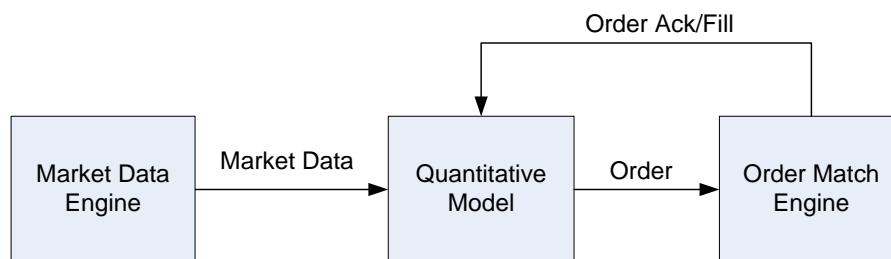 Order Ack/Fill
Market Data
Engine
Market Data
Quantitative
Model
Order
Order Match
Engine